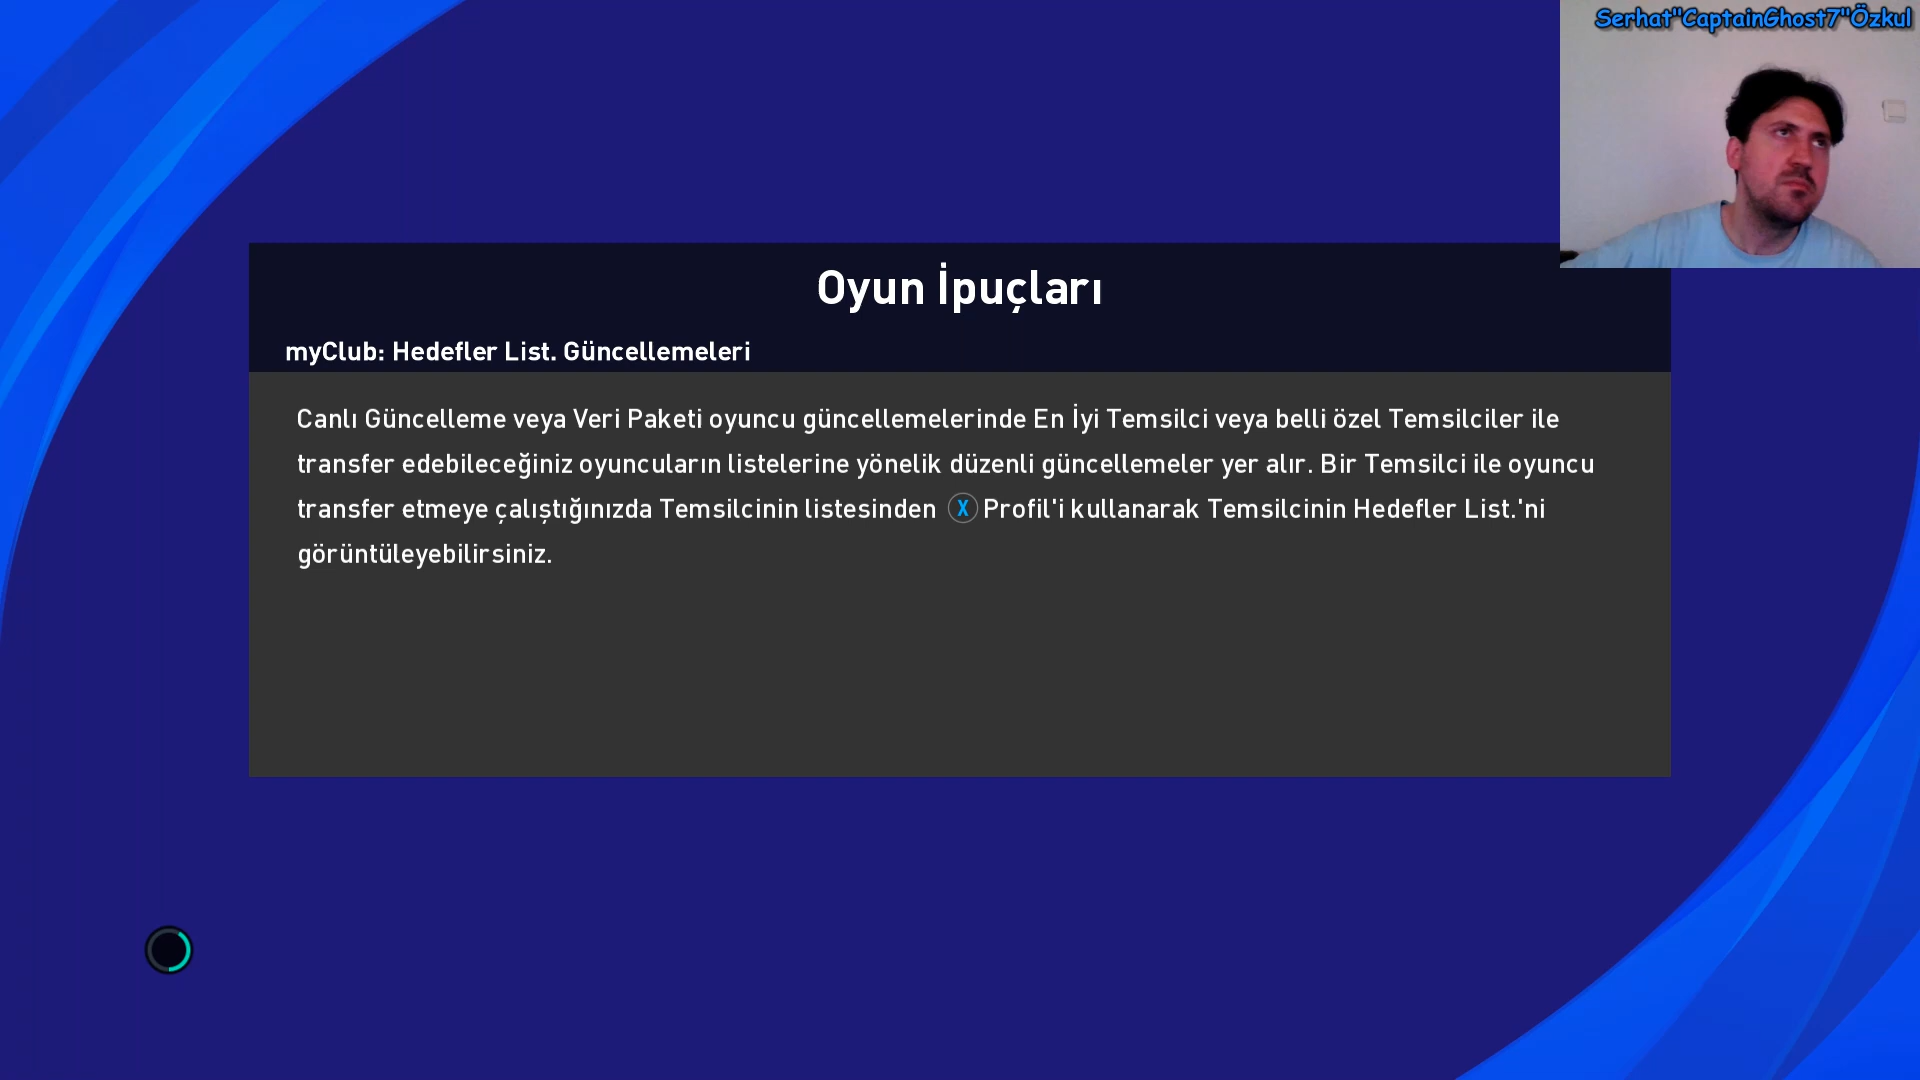 Serhat"CaptainGhost7"Özkul
Oyun İpuçları
myClub: Hedefler List. Güncellemeleri
Canlı Güncelleme veya Veri Paketi oyuncu güncellemelerinde En İyi Temsilci veya belli özel Temsilciler ile
transfer edebileceğiniz oyuncuların listelerine yönelik düzenli güncellemeler yer alır. Bir Temsilci ile oyuncu
transfer etmeye çalıştığınızda Temsilcinin listesinden X Profil'i kullanarak Temsilcinin Hedefler List.'ni
görüntüleyebilirsiniz.